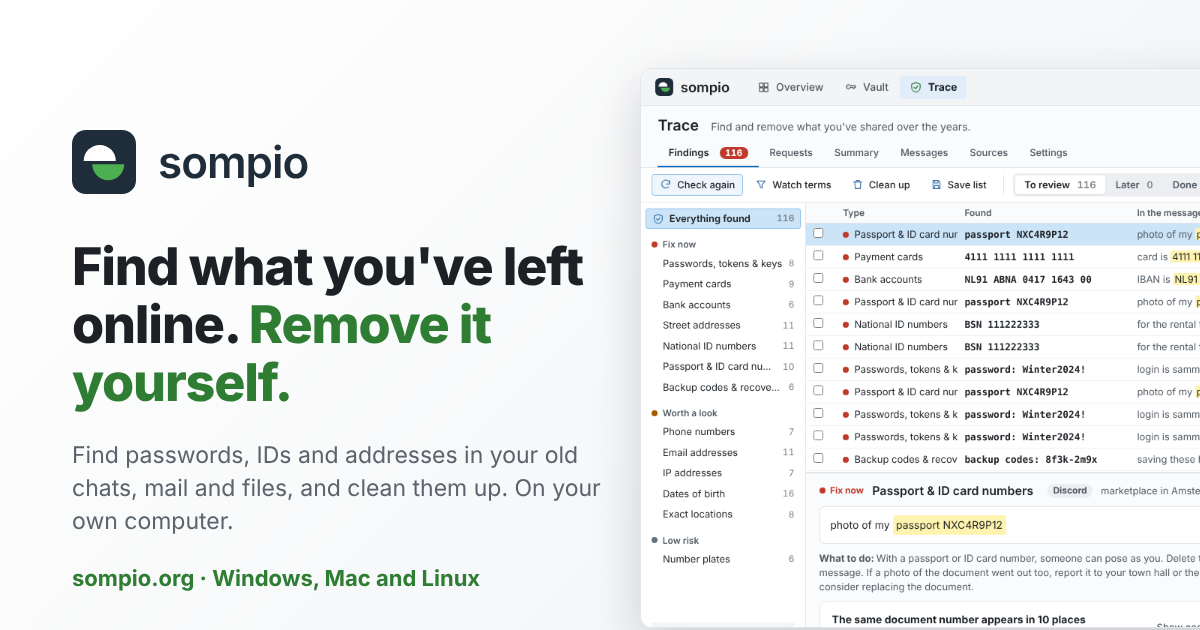 sompio
Find what you've left
online. Remove it
yourself.
Find passwords, IDs and addresses in your old
chats, mail and files, and clean them up. On your
own computer.
sompio.org · Windows, Mac and Linux
sompio Overview Vault Trace
Trace Find and remove what you've shared over the years.
Findings 116 Requests Summary Messages Sources Settings
Check again Watch terms Clean up Save list To review 116 Later 0 Done
Everything found 116
Fix now
Passwords, tokens & keys 8
Payment cards 9
Bank accounts 6
Street addresses 11
National ID numbers 11
Passport & ID card nu... 10
Backup codes & recove... 6
Worth a look
Phone numbers 7
Email addresses 11
IP addresses 7
Dates of birth 16
Exact locations 8
Low risk
Number plates 6
Type Found In the message
Passport & ID card nur passport NXC4R9P12 photo of my p
Payment cards 4111 1111 1111 1111 card is 4111 11
Bank accounts NL91 ABNA 0417 1643 00 IBAN is NL91
Passport & ID card nur passport NXC4R9P12 photo of my p
National ID numbers BSN 111222333 for the rental
National ID numbers BSN 111222333 for the rental
Passwords, tokens & k password: Winter2024! login is samm
Passport & ID card nur passport NXC4R9P12 photo of my p
Passwords, tokens & k password: Winter2024! login is samm
Passwords, tokens & k password: Winter2024! login is samm
Backup codes & recov backup codes: 8f3k-2m9x saving these
Fix now Passport & ID card numbers Discord marketplace in Amste
photo of my passport NXC4R9P12
What to do: With a passport or ID card number, someone can pose as you. Delete
message. If a photo of the document went out too, report it to your town hall or the
consider replacing the document.
The same document number appears in 10 places